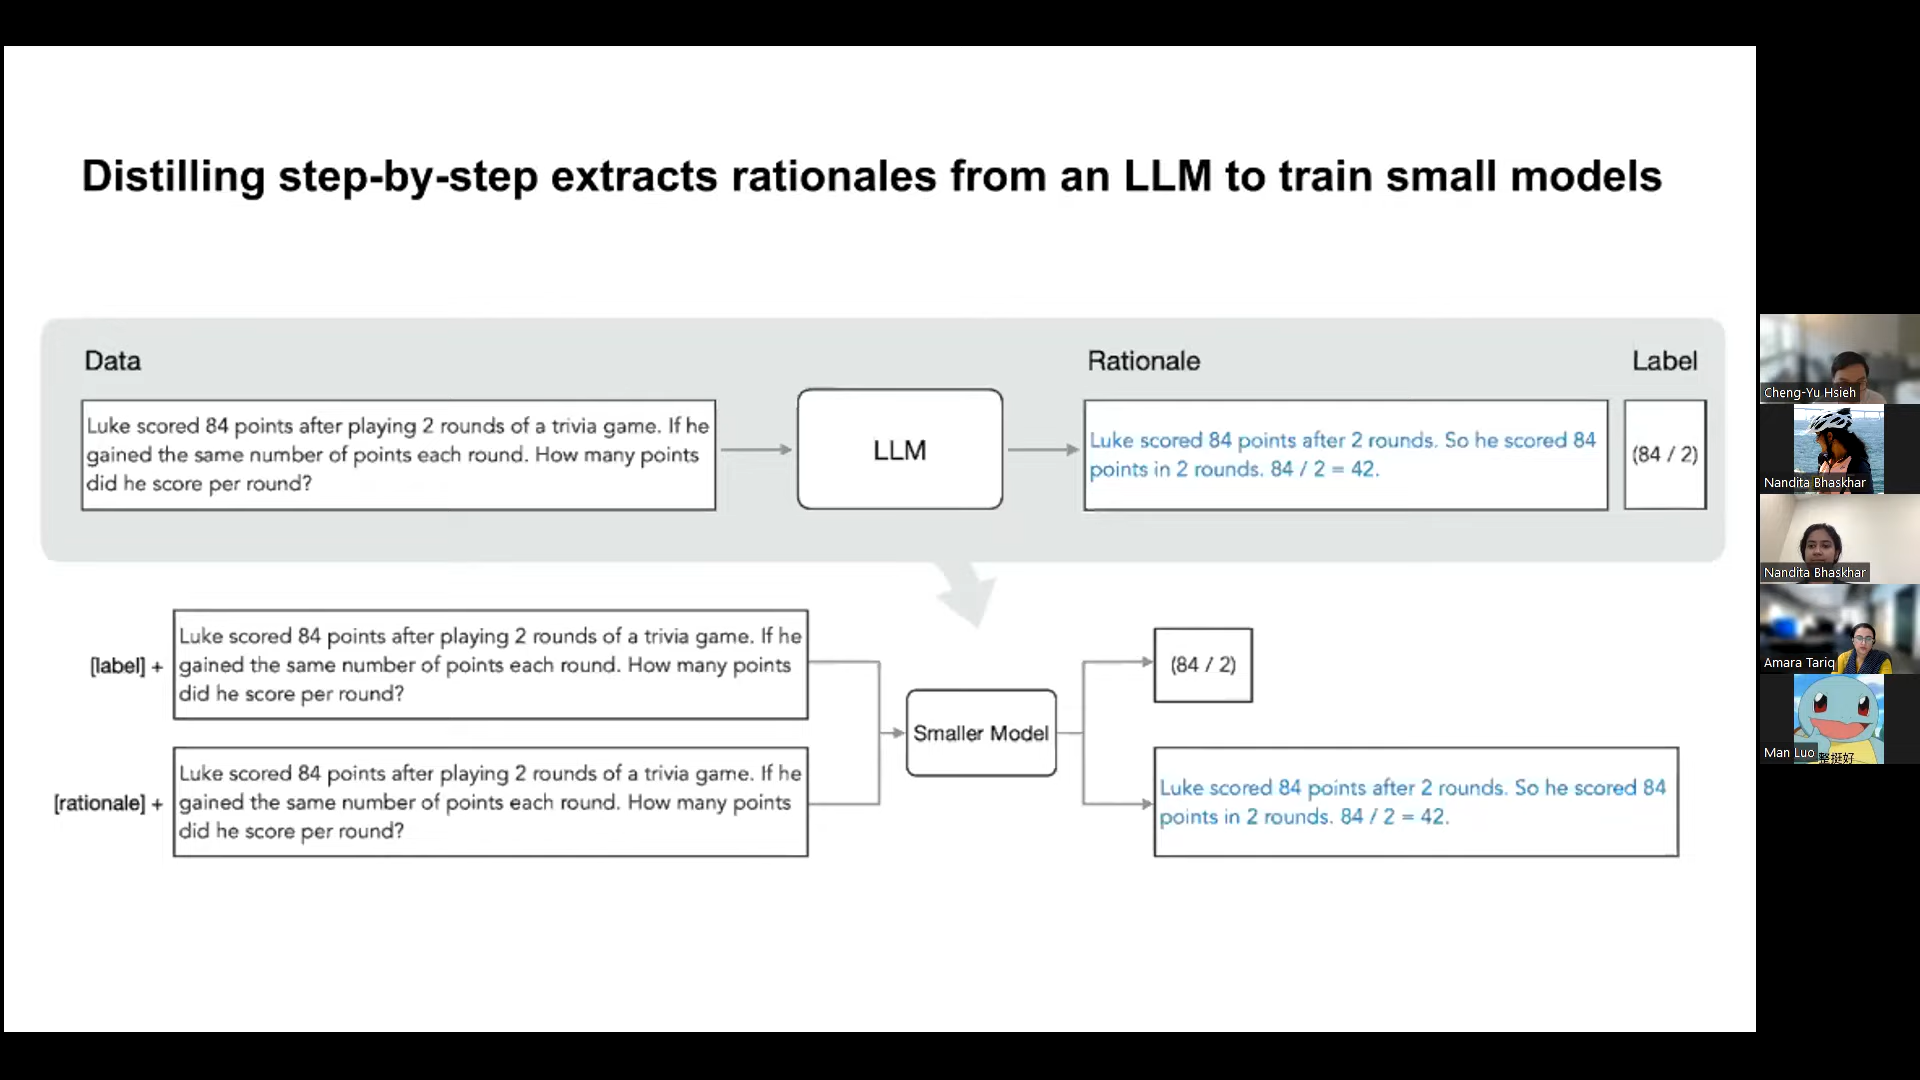 Distilling step-by-step extracts rationales from an LLM to train small models
Data
Rationale
Label
Luke scored 84 points after playing 2 rounds of a trivia game. If he
gained the same number of points each round. How many points
did he score per round?
LLM
Luke scored 84 points after 2 rounds. So he scored 84
points in 2 rounds. 84 / 2 = 42.
(84 / 2)
[label] +
Luke scored 84 points after playing 2 rounds of a trivia game. If he
gained the same number of points each round. How many points
did he score per round?
[rationale] +
Luke scored 84 points after playing 2 rounds of a trivia game. If he
gained the same number of points each round. How many points
did he score per round?
Smaller Model
(84 / 2)
Luke scored 84 points after 2 rounds. So he scored 84
points in 2 rounds. 84 / 2 = 42.
Cheng-Yu Hsieh
Nandita Bhaskhar
Nandita Bhaskhar
Amara Tariq
Man Luo
整挺好